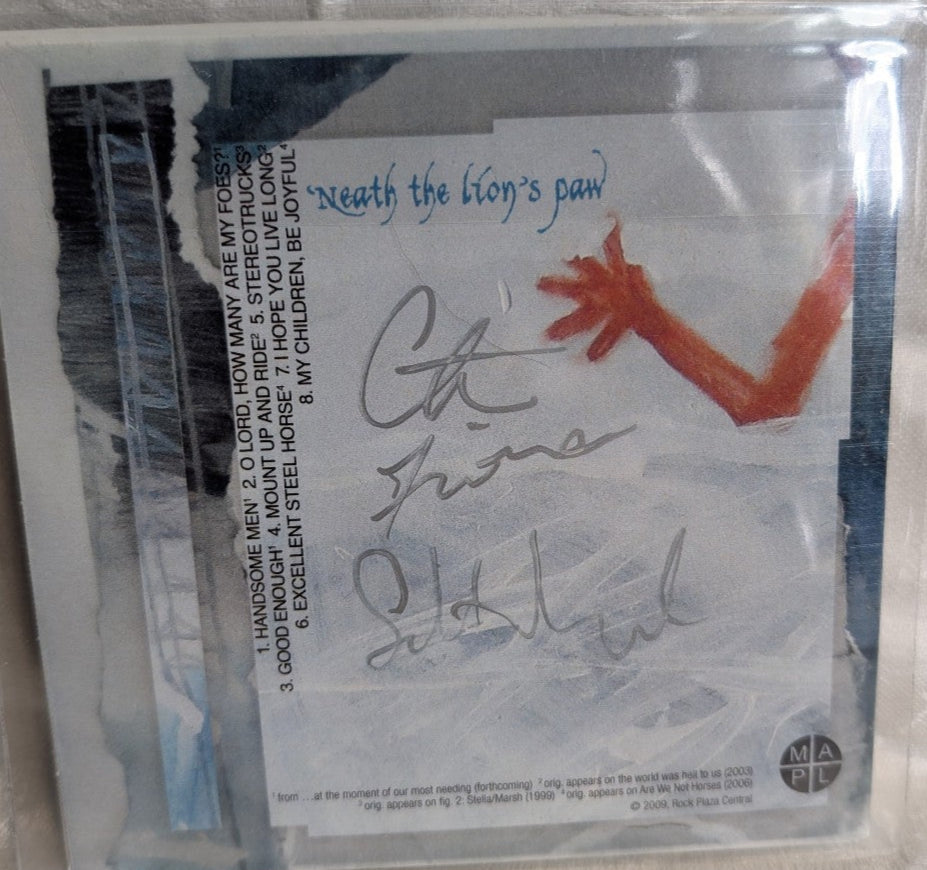 'Neath the lion's paw
1. HANDSOME MEN¹ 2. O LORD, HOW MANY ARE MY FOES?¹
3. GOOD ENOUGH¹ 4. MOUNT UP AND RIDE² 5. STEREOTRUCKS³
6. EXCELLENT STEEL HORSE⁴ 7. I HOPE YOU LIVE LONG²
8. MY CHILDREN, BE JOYFUL⁴
¹ from ...at the moment of our most needing (forthcoming) ² orig. appears on the world was hell to us (2003)
³ orig. appears on fig. 2: Stella/Marsh (1999) ⁴ orig. appears on Are We Not Horses (2006)
© 2009, Rock Plaza Central
M A
P L